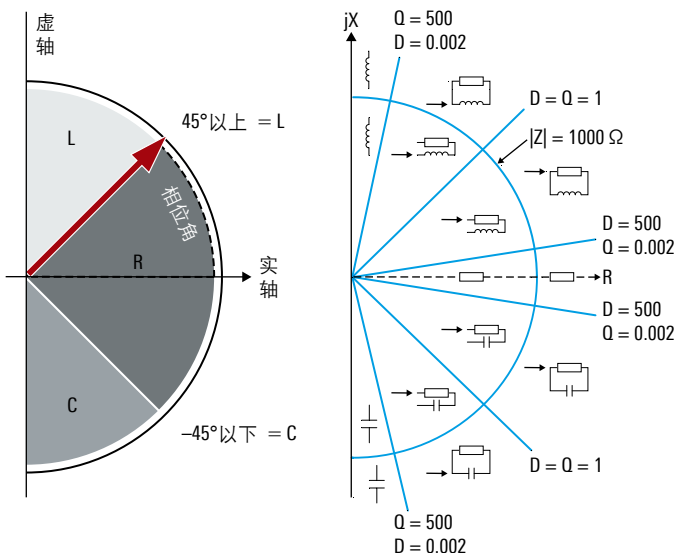 虚
轴
45°以上 = L
L
相位角
R
实
轴
C
–45°以下 = C
jX
Q = 500
D = 0.002
D = Q = 1
|Z| = 1000 Ω
D = 500
Q = 0.002
R
D = 500
Q = 0.002
D = Q = 1
Q = 500
D = 0.002